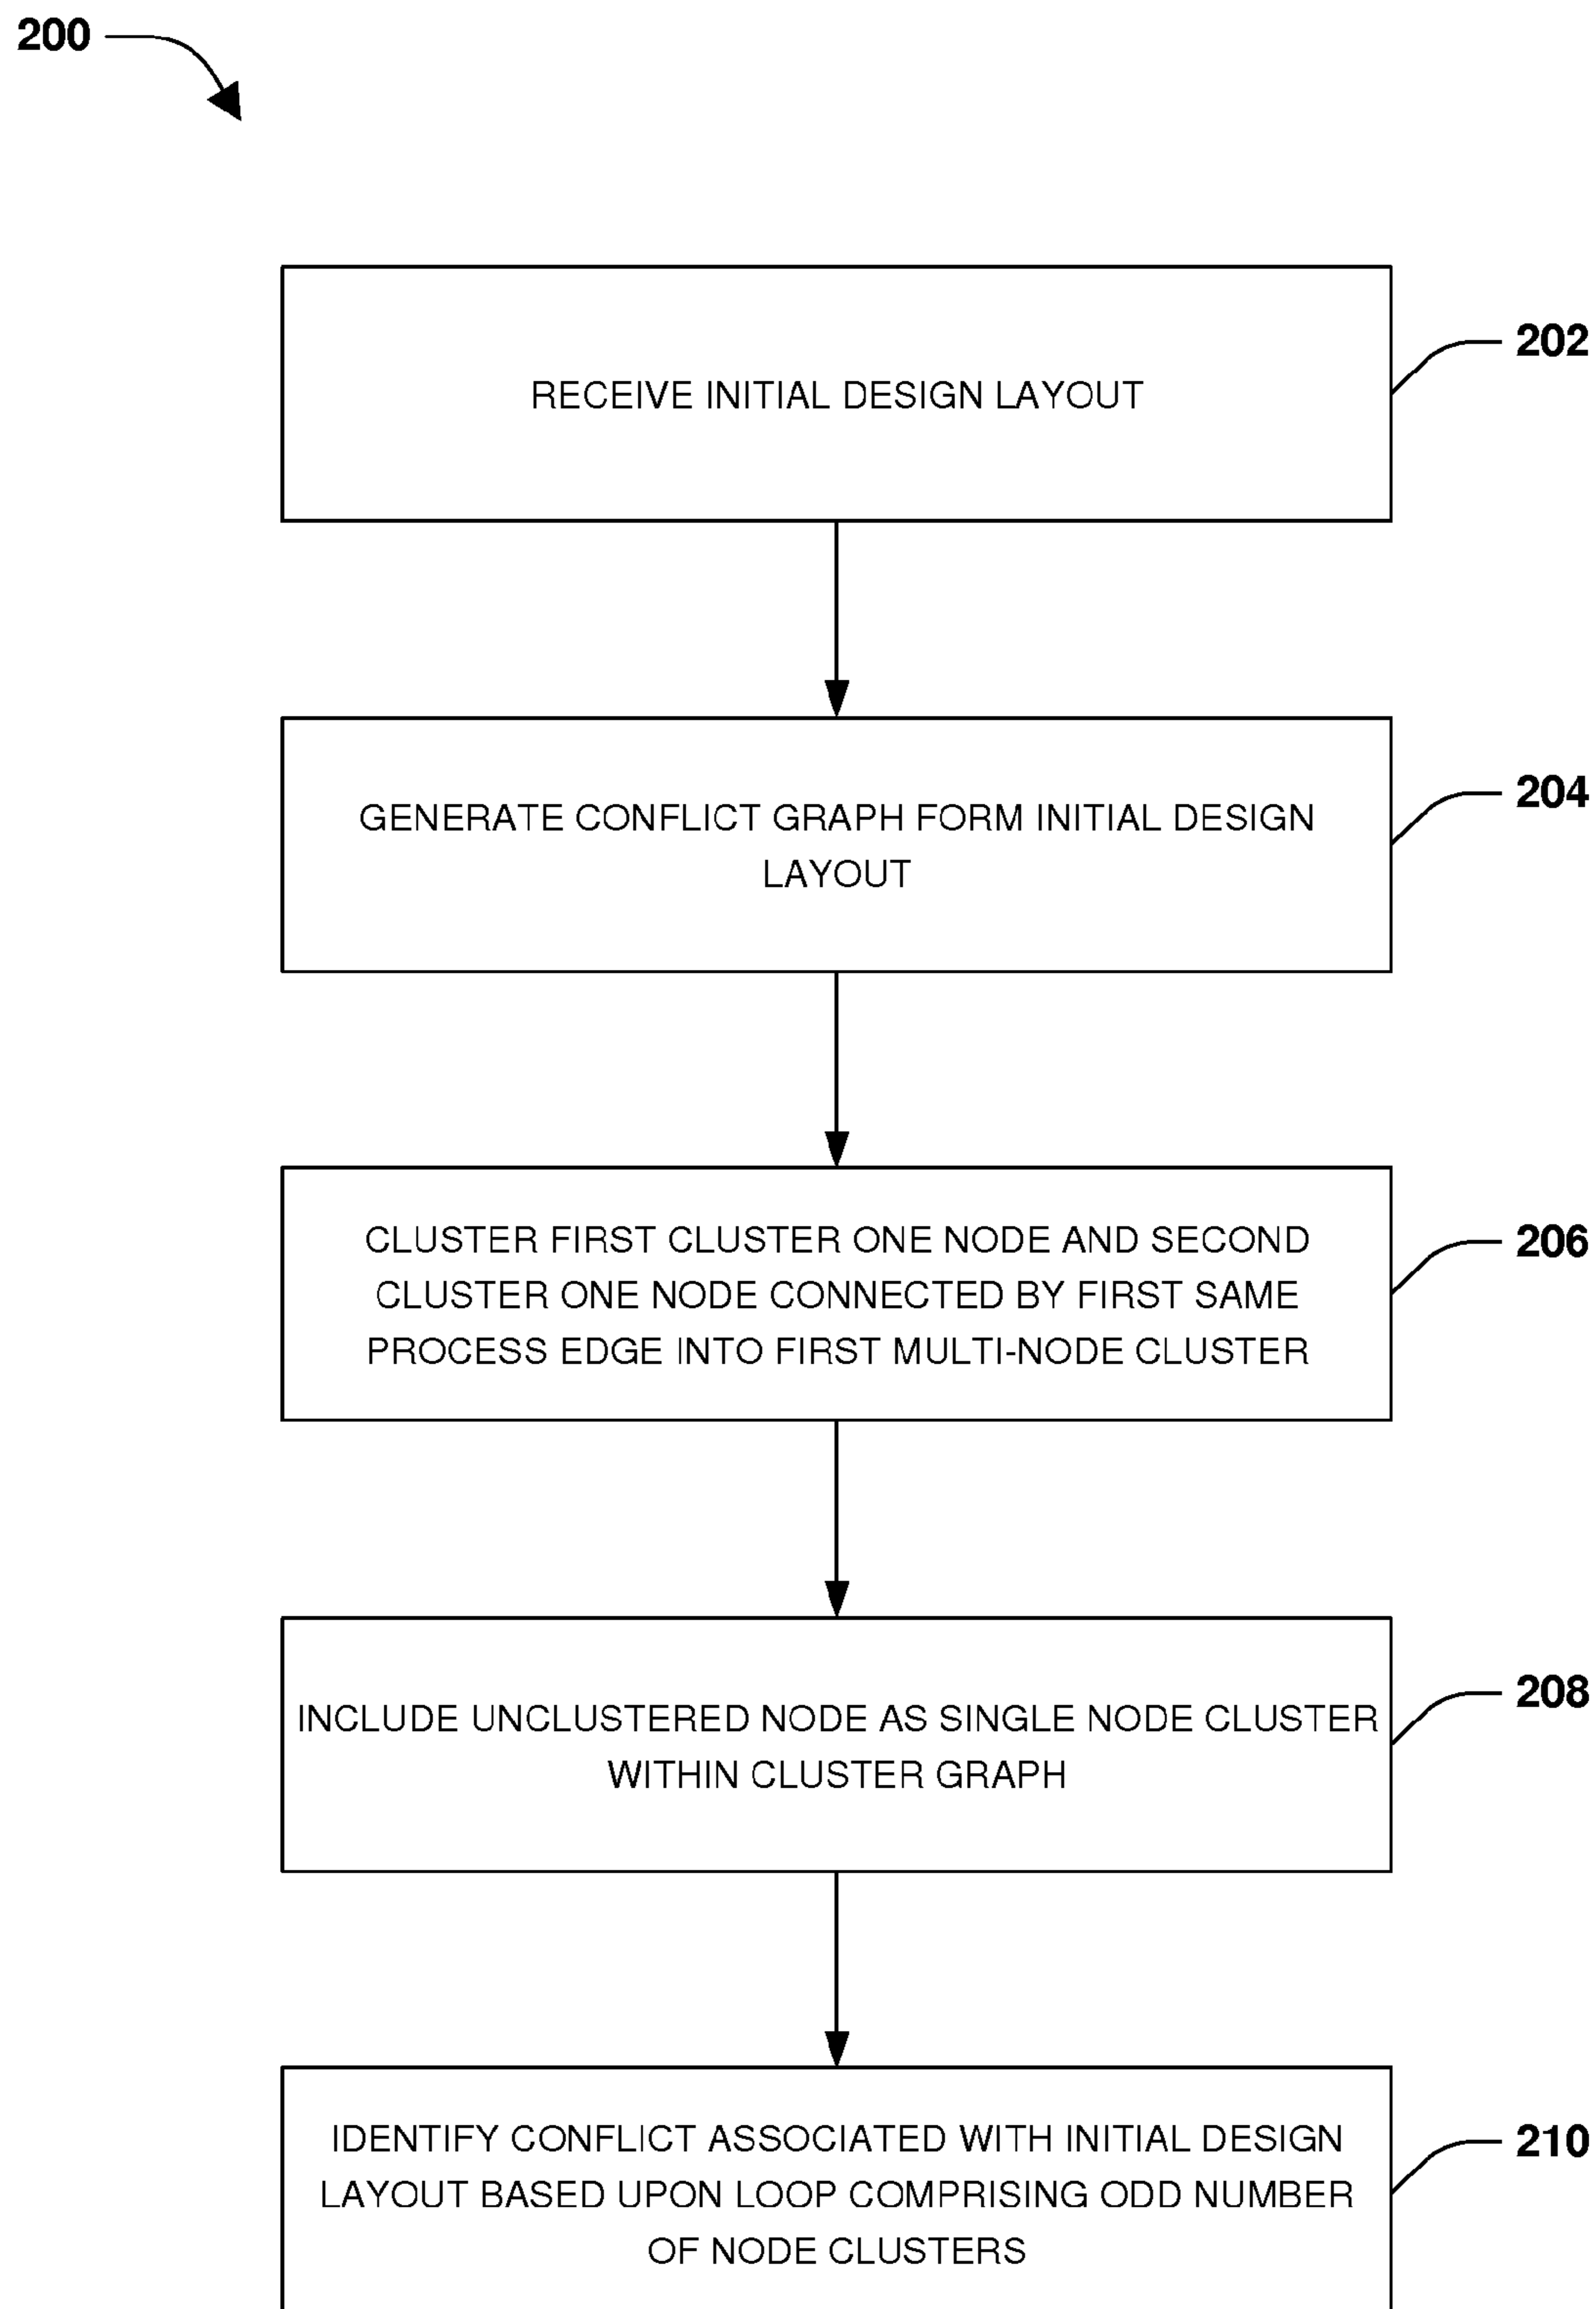 200
RECEIVE INITIAL DESIGN LAYOUT
202
GENERATE CONFLICT GRAPH FORM INITIAL DESIGN
LAYOUT
204
CLUSTER FIRST CLUSTER ONE NODE AND SECOND
CLUSTER ONE NODE CONNECTED BY FIRST SAME
PROCESS EDGE INTO FIRST MULTI-NODE CLUSTER
206
INCLUDE UNCLUSTERED NODE AS SINGLE NODE CLUSTER
WITHIN CLUSTER GRAPH
208
IDENTIFY CONFLICT ASSOCIATED WITH INITIAL DESIGN
LAYOUT BASED UPON LOOP COMPRISING ODD NUMBER
OF NODE CLUSTERS
210